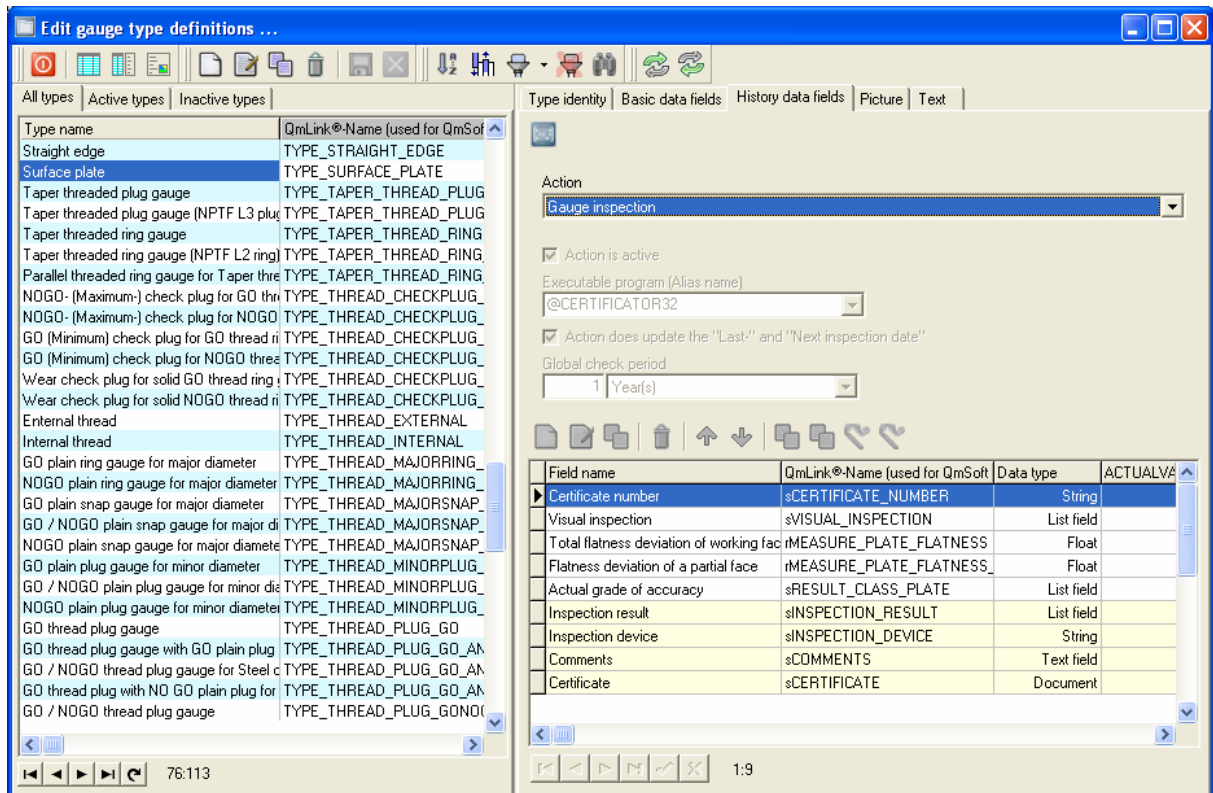 Edit gauge type definitions ...
All types Active types Inactive types
Type name QmLink®-Name (used for QmSof
Straight edge TYPE_STRAIGHT_EDGE
Surface plate TYPE_SURFACE_PLATE
Taper threaded plug gauge TYPE_TAPER_THREAD_PLUG
Taper threaded plug gauge (NPTF L3 plug TYPE_TAPER_THREAD_PLUG
Taper threaded ring gauge TYPE_TAPER_THREAD_RING
Taper threaded ring gauge (NPTF L2 ring) TYPE_TAPER_THREAD_RING_
Parallel threaded ring gauge for Taper thre TYPE_TAPER_THREAD_RING_
NOGO- (Maximum-) check plug for GO thr TYPE_THREAD_CHECKPLUG_
NOGO- (Maximum-) check plug for NOGO TYPE_THREAD_CHECKPLUG_
GO (Minimum) check plug for GO thread ri TYPE_THREAD_CHECKPLUG_
GO (Minimum) check plug for NOGO threa TYPE_THREAD_CHECKPLUG_
Wear check plug for solid GO thread ring TYPE_THREAD_CHECKPLUG_
Wear check plug for solid NOGO thread ri TYPE_THREAD_CHECKPLUG_
Enternal thread TYPE_THREAD_EXTERNAL
Internal thread TYPE_THREAD_INTERNAL
GO plain ring gauge for major diameter TYPE_THREAD_MAJORRING_
NOGO plain ring gauge for major diameter TYPE_THREAD_MAJORRING_
GO plain snap gauge for major diameter TYPE_THREAD_MAJORSNAP_
GO / NOGO plain snap gauge for major di TYPE_THREAD_MAJORSNAP_
NOGO plain snap gauge for major diamete TYPE_THREAD_MAJORSNAP_
GO plain plug gauge for minor diameter TYPE_THREAD_MINORPLUG_
GO / NOGO plain plug gauge for minor dia TYPE_THREAD_MINORPLUG_
NOGO plain plug gauge for minor diameter TYPE_THREAD_MINORPLUG_
GO thread plug gauge TYPE_THREAD_PLUG_GO
GO thread plug gauge with GO plain plug TYPE_THREAD_PLUG_GO_AN
GO / NOGO thread plug gauge for Steel c TYPE_THREAD_PLUG_GO_AN
GO thread plug with NO GO plain plug for TYPE_THREAD_PLUG_GO_AN
GO / NOGO thread plug gauge TYPE_THREAD_PLUG_GONO
76:113
Type identity Basic data fields History data fields Picture Text
Action
Gauge inspection
Action is active
Executable program (Alias name)
@CERTIFICATOR32
Action does update the "Last-" and "Next inspection date"
Global check period
1 Year(s)
Field name QmLink®-Name (used for QmSoft Data type ACTUALVA
Certificate number sCERTIFICATE_NUMBER String
Visual inspection sVISUAL_INSPECTION List field
Total flatness deviation of working fac rMEASURE_PLATE_FLATNESS Float
Flatness deviation of a partial face rMEASURE_PLATE_FLATNESS_ Float
Actual grade of accuracy sRESULT_CLASS_PLATE List field
Inspection result sINSPECTION_RESULT List field
Inspection device sINSPECTION_DEVICE String
Comments sCOMMENTS Text field
Certificate sCERTIFICATE Document
1:9